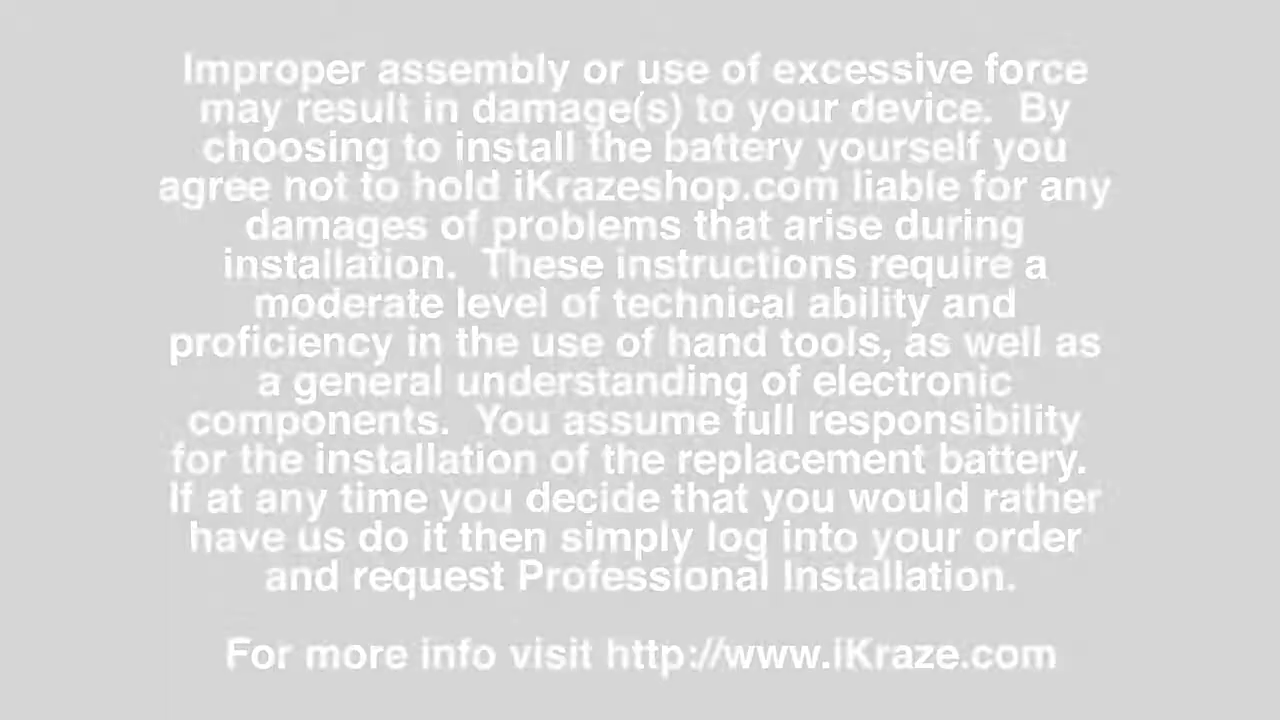 Improper assembly or use of excessive force
may result in damage(s) to your device.  By
choosing to install the battery yourself you
agree not to hold iKrazeshop.com liable for any
damages of problems that arise during
installation.  These instructions require a
moderate level of technical ability and
proficiency in the use of hand tools, as well as
a general understanding of electronic
components.  You assume full responsibility
for the installation of the replacement battery.
If at any time you decide that you would rather
have us do it then simply log into your order
and request Professional Installation.
For more info visit http://www.iKraze.com